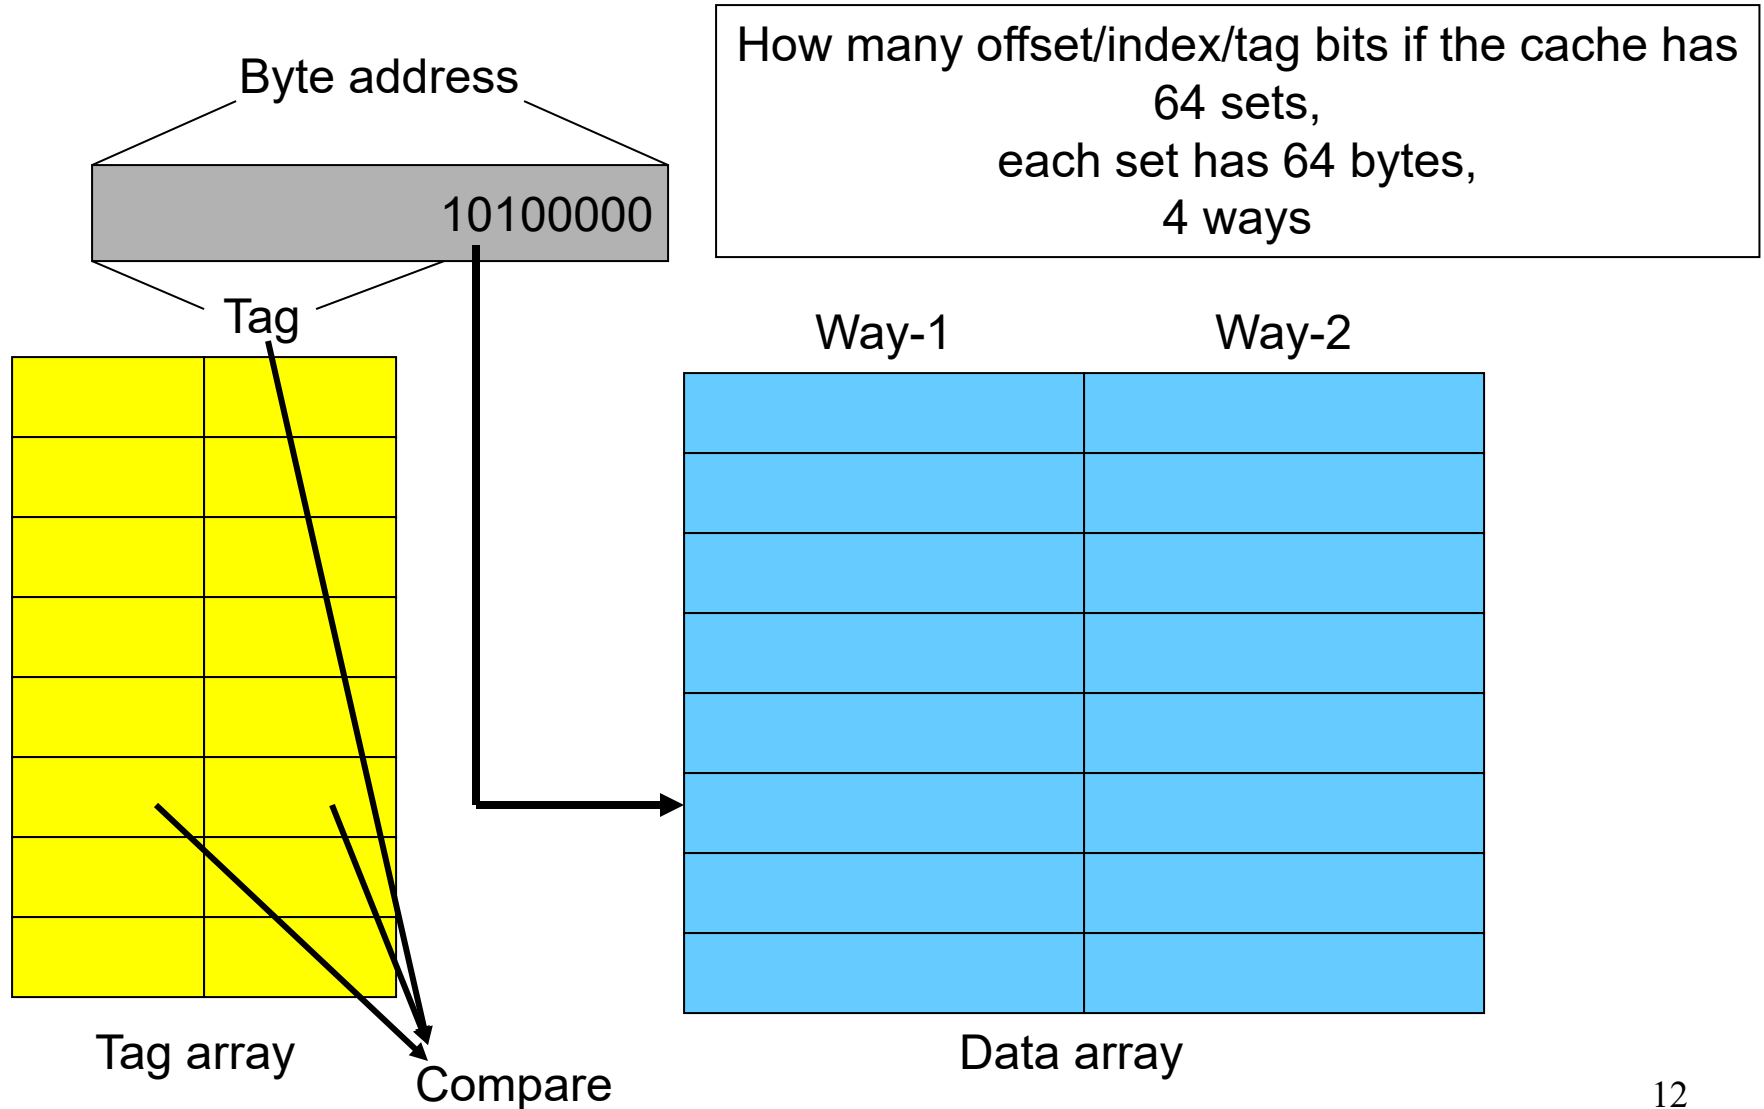 How many offset/index/tag bits if the cache has
64 sets,
each set has 64 bytes,
4 ways
Byte address
10100000
Tag
Way-1
Way-2
Tag array
Compare
Data array
12